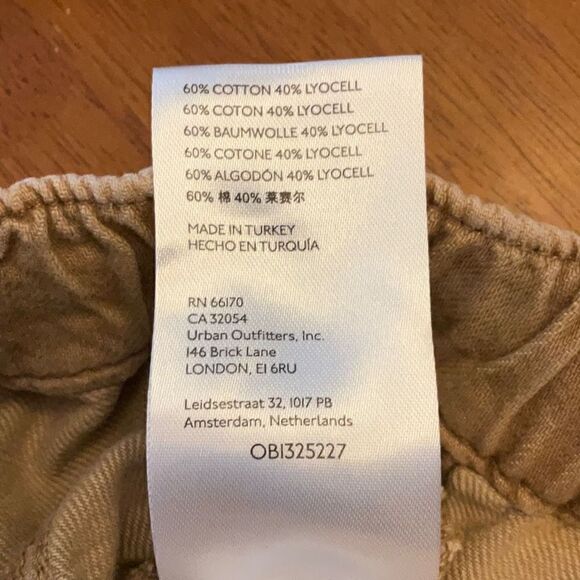 60% COTTON 40% LYOCELL
60% COTON 40% LYOCELL
60% BAUMWOLLE 40% LYOCELL
60% COTONE 40% LYOCELL
60% ALGODÓN 40% LYOCELL
60% 棉 40% 莱赛尔
MADE IN TURKEY
HECHO EN TURQUÍA
RN 66170
CA 32054
Urban Outfitters, Inc.
146 Brick Lane
LONDON, E1 6RU
Leidsestraat 32, 1017 PB
Amsterdam, Netherlands
OB1325227